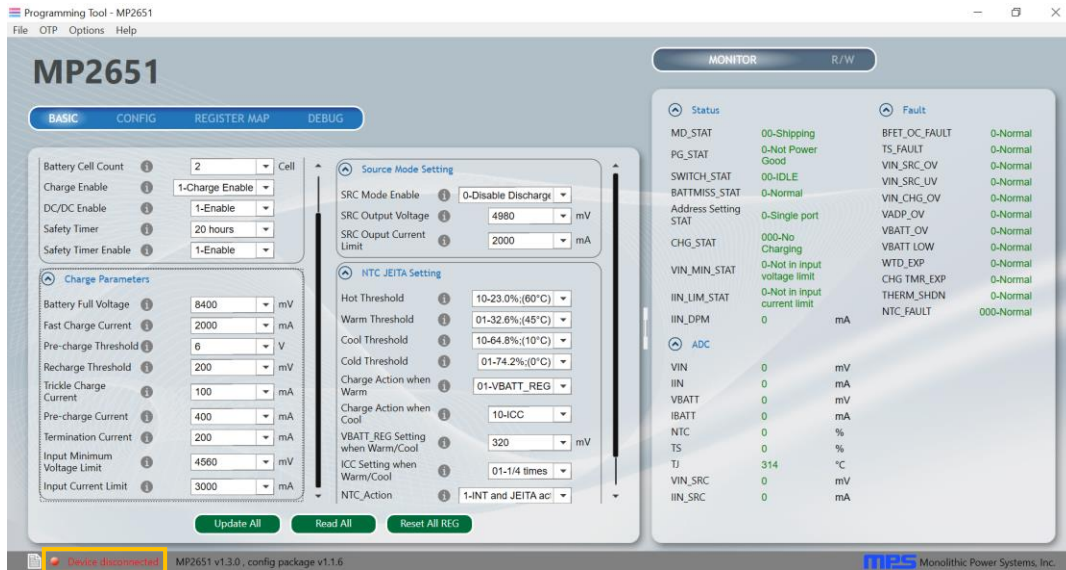 Programming Tool - MP2651
File OTP Options Help
MP2651
BASIC CONFIG REGISTER MAP DEBUG
Battery Cell Count 2 Cell
Charge Enable 1-Charge Enable
DC/DC Enable 1-Enable
Safety Timer 20 hours
Safety Timer Enable 1-Enable
Charge Parameters
Battery Full Voltage 8400 mV
Fast Charge Current 2000 mA
Pre-charge Threshold 6 V
Recharge Threshold 200 mV
Trickle Charge
Current 100 mA
Pre-charge Current 400 mA
Termination Current 200 mA
Input Minimum
Voltage Limit 4560 mV
Input Current Limit 3000 mA
Source Mode Setting
SRC Mode Enable 0-Disable Discharge
SRC Output Voltage 4980 mV
SRC Ouput Current
Limit 2000 mA
NTC JEITA Setting
Hot Threshold 10-23.0%;(60°C)
Warm Threshold 01-32.6%;(45°C)
Cool Threshold 10-64.8%;(10°C)
Cold Threshold 01-74.2%;(0°C)
Charge Action when
Warm 01-VBATT_REG
Charge Action when
Cool 10-ICC
VBATT_REG Setting
when Warm/Cool 320 mV
ICC Setting when
Warm/Cool 01-1/4 times
NTC_Action 1-INT and JEITA ac
Update All Read All Reset All REG
MONITOR R/W
Status
MD_STAT 00-Shipping
PG_STAT 0-Not Power
Good
SWITCH_STAT 00-IDLE
BATTMISS_STAT 0-Normal
Address Setting
STAT 0-Single port
CHG_STAT 000-No
Charging
VIN_MIN_STAT 0-Not in input
voltage limit
IIN_LIM_STAT 0-Not in input
current limit
IIN_DPM 0 mA
ADC
VIN 0 mV
IIN 0 mA
VBATT 0 mV
IBATT 0 mA
NTC 0 %
TS 0 %
TJ 314 °C
VIN_SRC 0 mV
IIN_SRC 0 mA
Fault
BFET_OC_FAULT 0-Normal
TS_FAULT 0-Normal
VIN_SRC_OV 0-Normal
VIN_SRC_UV 0-Normal
VIN_CHG_OV 0-Normal
VADP_OV 0-Normal
VBATT_OV 0-Normal
VBATT LOW 0-Normal
WTD_EXP 0-Normal
CHG TMR_EXP 0-Normal
THERM_SHDN 0-Normal
NTC_FAULT 000-Normal
Device disconnected MP2651 v1.3.0 , config package v1.1.6
MPS Monolithic Power Systems, Inc.